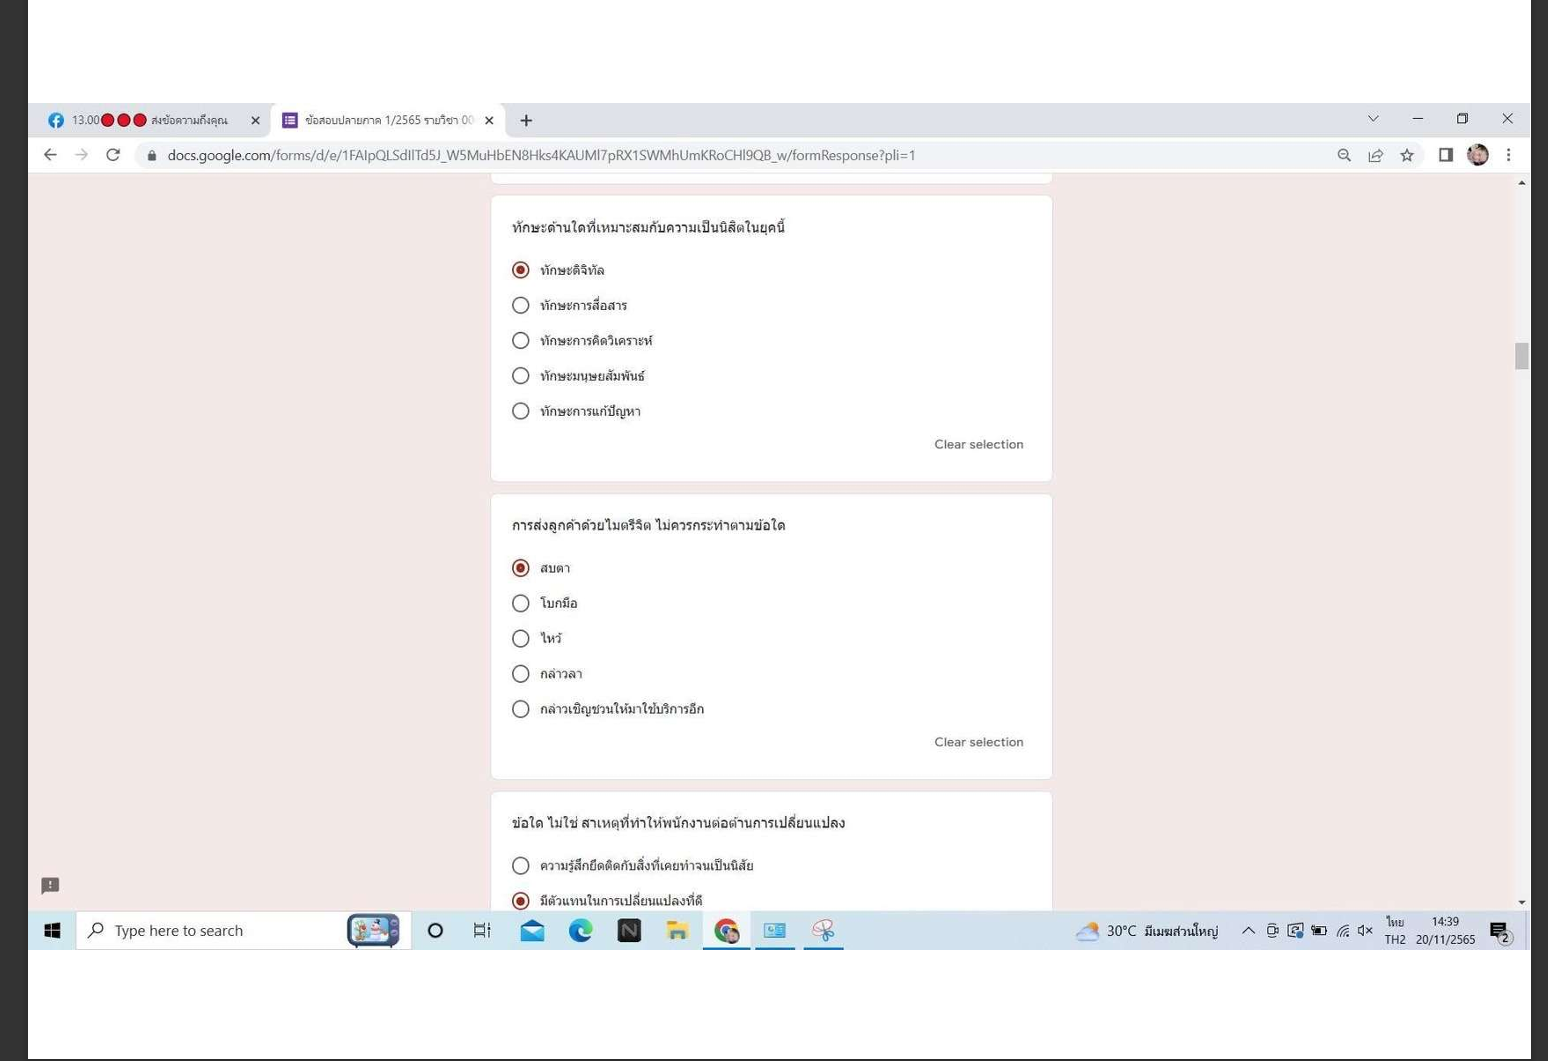 13.00🔴🔴🔴 ส่งข้อความถึงคุณ
ข้อสอบปลายภาค 1/2565 รายวิชา 00
docs.google.com/forms/d/e/1FAIpQLSdIlTd5J_W5MuHbEN8Hks4KAUMl7pRX1SWMhUmKRoCHl9QB_w/formResponse?pli=1
ทักษะด้านใดที่เหมาะสมกับความเป็นนิสิตในยุคนี้
ทักษะดิจิทัล
ทักษะการสื่อสาร
ทักษะการคิดวิเคราะห์
ทักษะมนุษยสัมพันธ์
ทักษะการแก้ปัญหา
Clear selection
การส่งลูกค้าด้วยไมตรีจิต ไม่ควรกระทำตามข้อใด
สบตา
โบกมือ
ไหว้
กล่าวลา
กล่าวเชิญชวนให้มาใช้บริการอีก
Clear selection
ข้อใด ไม่ใช่ สาเหตุที่ทำให้พนักงานต่อต้านการเปลี่ยนแปลง
ความรู้สึกยึดติดกับสิ่งที่เคยทำจนเป็นนิสัย
มีตัวแทนในการเปลี่ยนแปลงที่ดี
Type here to search
30°C มีเมฆส่วนใหญ่
ไทย
TH2
14:39
20/11/2565
2